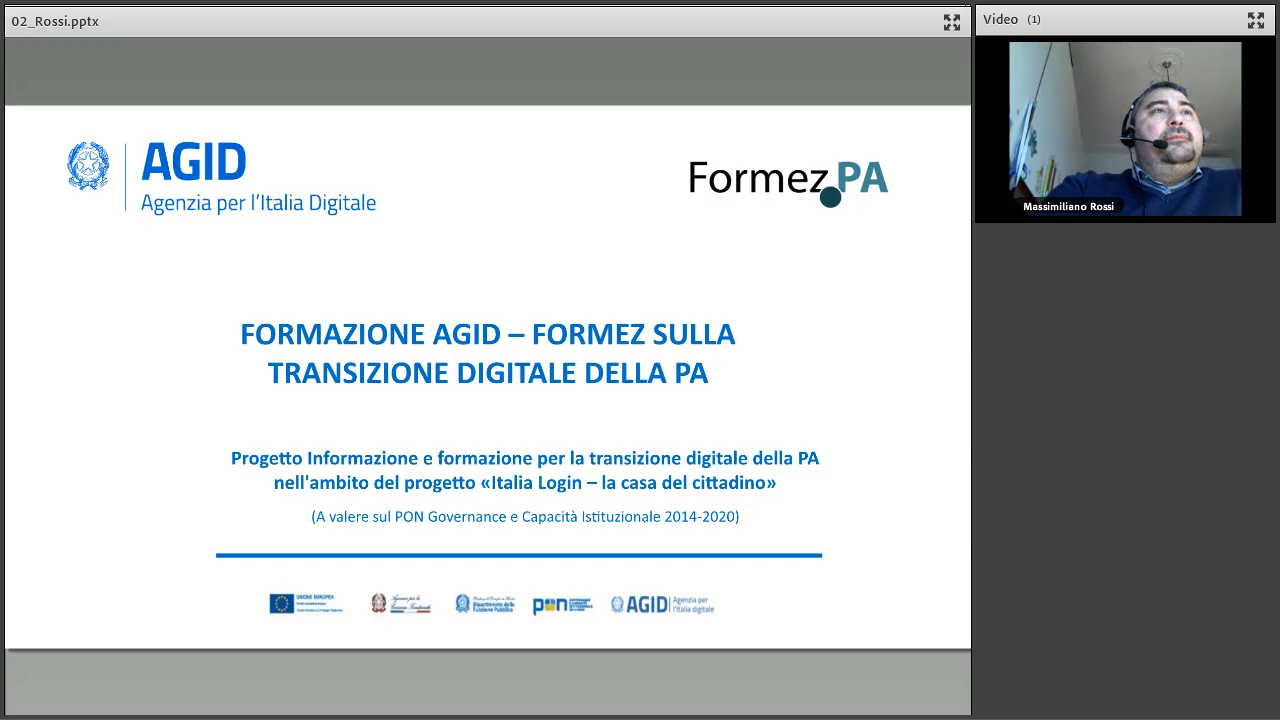 02_Rossi.pptx
Video (1)
AGID
Agenzia per l'Italia Digitale
Formez PA
Massimiliano Rossi
FORMAZIONE AGID – FORMEZ SULLA
TRANSIZIONE DIGITALE DELLA PA
Progetto Informazione e formazione per la transizione digitale della PA
nell'ambito del progetto «Italia Login – la casa del cittadino»
(A valere sul PON Governance e Capacità Istituzionale 2014-2020)
UNIONE EUROPEA
Dipartimento della
Funzione Pubblica
pon
AGID
Agenzia per
l'Italia digitale